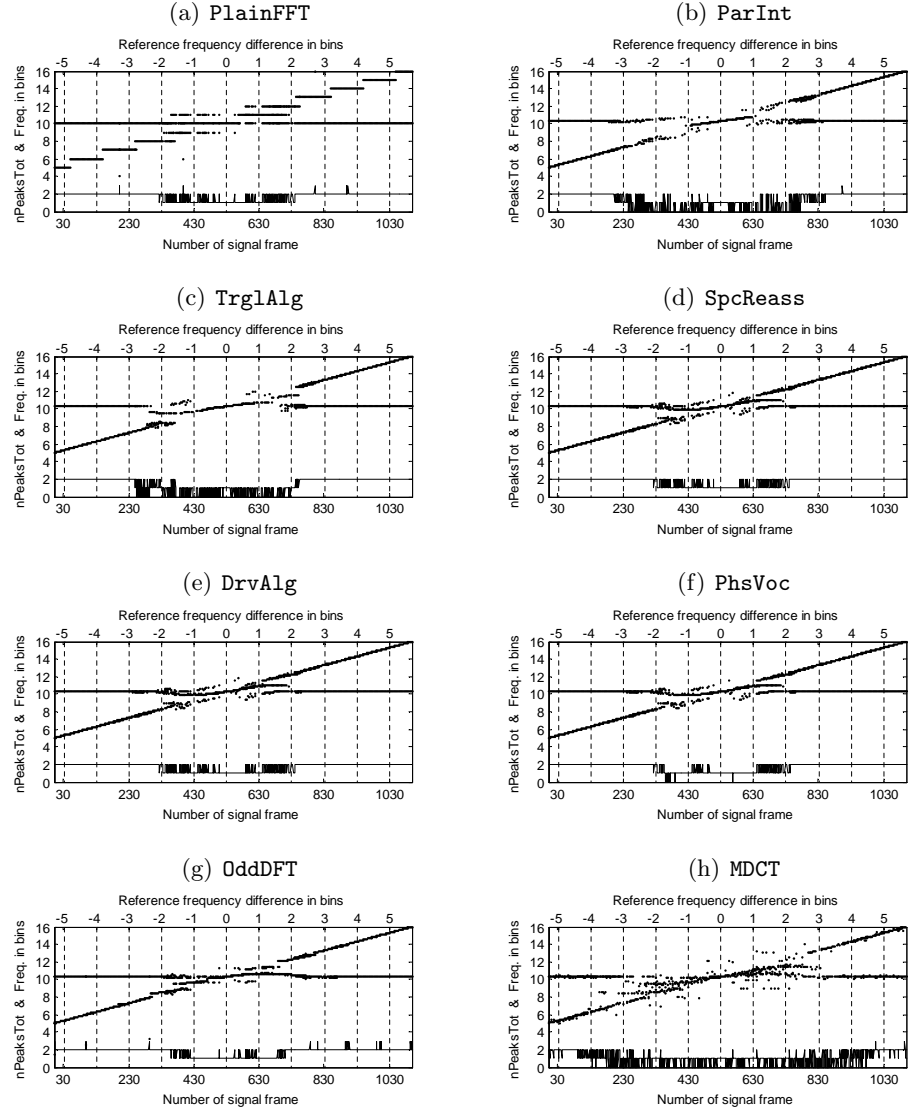 (a) PlainFFT
Reference frequency difference in bins
-5 -4 -3 -2 -1 0 1 2 3 4 5
nPeaksTot & Freq. in bins
16
14
12
10
8
6
4
2
0
30 230 430 630 830 1030
Number of signal frame
(b) ParInt
Reference frequency difference in bins
-5 -4 -3 -2 -1 0 1 2 3 4 5
nPeaksTot & Freq. in bins
16
14
12
10
8
6
4
2
0
30 230 430 630 830 1030
Number of signal frame
(c) TrglAlg
Reference frequency difference in bins
-5 -4 -3 -2 -1 0 1 2 3 4 5
nPeaksTot & Freq. in bins
16
14
12
10
8
6
4
2
0
30 230 430 630 830 1030
Number of signal frame
(d) SpcReass
Reference frequency difference in bins
-5 -4 -3 -2 -1 0 1 2 3 4 5
nPeaksTot & Freq. in bins
16
14
12
10
8
6
4
2
0
30 230 430 630 830 1030
Number of signal frame
(e) DrvAlg
Reference frequency difference in bins
-5 -4 -3 -2 -1 0 1 2 3 4 5
nPeaksTot & Freq. in bins
16
14
12
10
8
6
4
2
0
30 230 430 630 830 1030
Number of signal frame
(f) PhsVoc
Reference frequency difference in bins
-5 -4 -3 -2 -1 0 1 2 3 4 5
nPeaksTot & Freq. in bins
16
14
12
10
8
6
4
2
0
30 230 430 630 830 1030
Number of signal frame
(g) OddDFT
Reference frequency difference in bins
-5 -4 -3 -2 -1 0 1 2 3 4 5
nPeaksTot & Freq. in bins
16
14
12
10
8
6
4
2
0
30 230 430 630 830 1030
Number of signal frame
(h) MDCT
Reference frequency difference in bins
-5 -4 -3 -2 -1 0 1 2 3 4 5
nPeaksTot & Freq. in bins
16
14
12
10
8
6
4
2
0
30 230 430 630 830 1030
Number of signal frame